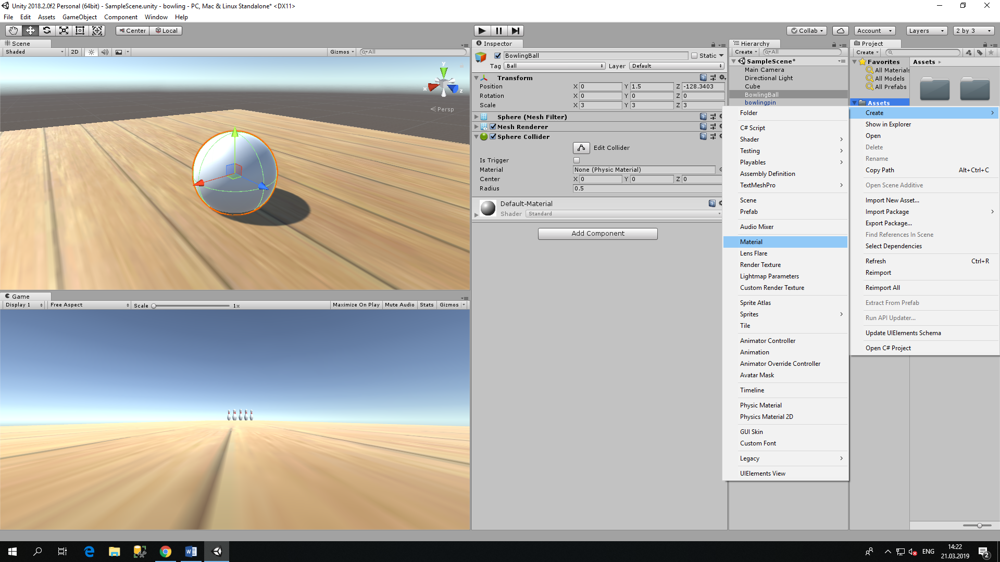 Unity 2018.2.0f2 Personal (64bit) - SampleScene.unity - bowling - PC, Mac & Linux Standalone* <DX11>
File Edit Assets GameObject Component Window Help
Center Local
Collab Account Layers 2 by 3
Scene
Shaded 2D Gizmos All
y
x z
Persp
Inspector
BowlingBall Static
Tag Ball Layer Default
Transform
Position X 0 Y 1.5 Z -128.3403
Rotation X 0 Y 0 Z 0
Scale X 3 Y 3 Z 3
Sphere (Mesh Filter)
Mesh Renderer
Sphere Collider
Edit Collider
Is Trigger
Material None (Physic Material)
Center X 0 Y 0 Z 0
Radius 0.5
Default-Material
Shader Standard
Add Component
Hierarchy
Create All
SampleScene*
Main Camera
Directional Light
Cube
BowlingBall
bowlingpin
Project
Create
Favorites
All Materials
All Models
All Prefabs
Assets
Assets
Folder
C# Script
Shader
Testing
Playables
Assembly Definition
TextMeshPro
Scene
Prefab
Audio Mixer
Material
Lens Flare
Render Texture
Lightmap Parameters
Custom Render Texture
Sprite Atlas
Sprites
Tile
Animator Controller
Animation
Animator Override Controller
Avatar Mask
Timeline
Physic Material
Physics Material 2D
GUI Skin
Custom Font
Legacy
UIElements View
Create
Show in Explorer
Open
Delete
Rename
Copy Path Alt+Ctrl+C
Open Scene Additive
Import New Asset...
Import Package
Export Package...
Find References In Scene
Select Dependencies
Refresh Ctrl+R
Reimport
Reimport All
Extract From Prefab
Run API Updater...
Update UIElements Schema
Open C# Project
Game
Display 1 Free Aspect Scale 1x Maximize On Play Mute Audio Stats Gizmos
ENG
14:22
21.03.2019
2